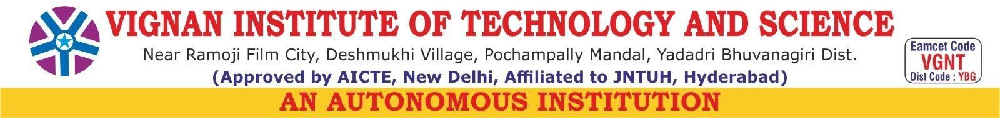 VIGNAN INSTITUTE OF TECHNOLOGY AND SCIENCE
Near Ramoji Film City, Deshmukhi Village, Pochampally Mandal, Yadadri Bhuvanagiri Dist.
(Approved by AICTE, New Delhi, Affiliated to JNTUH, Hyderabad)
AN AUTONOMOUS INSTITUTION
Eamcet Code
VGNT
Dist Code : YBG